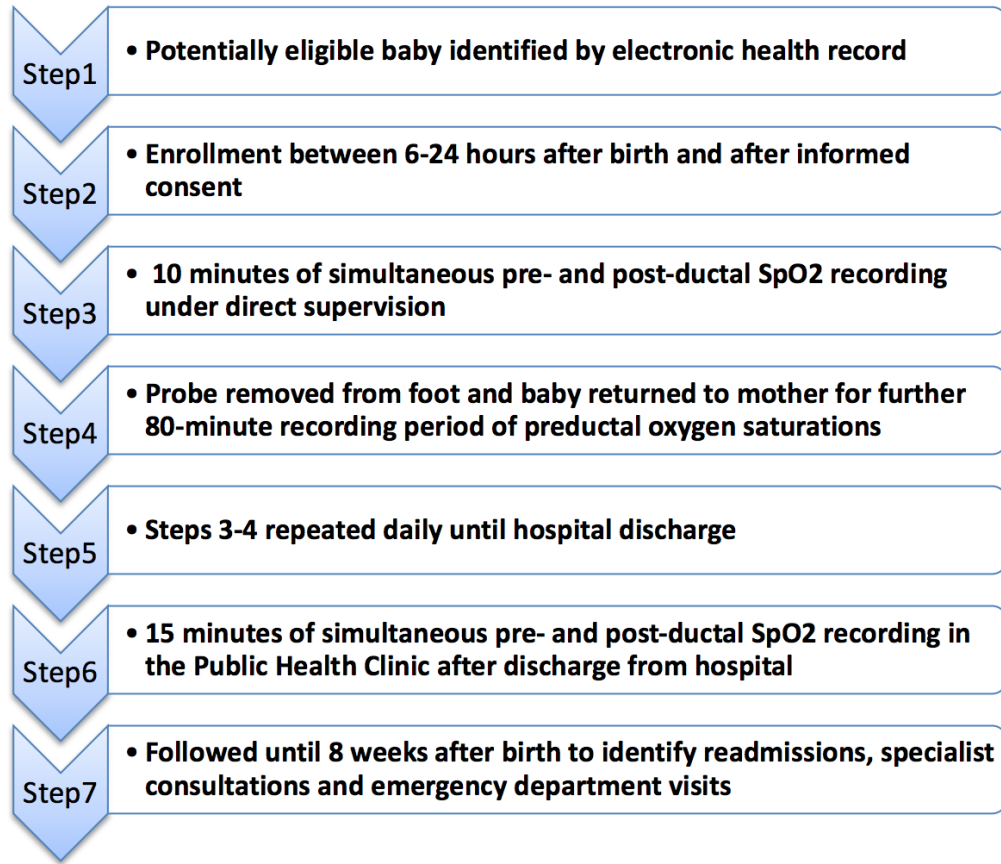 Step1
• Potentially eligible baby identified by electronic health record
Step2
• Enrollment between 6-24 hours after birth and after informed
consent
Step3
• 10 minutes of simultaneous pre- and post-ductal SpO2 recording
under direct supervision
Step4
• Probe removed from foot and baby returned to mother for further
80-minute recording period of preductal oxygen saturations
Step5
• Steps 3-4 repeated daily until hospital discharge
Step6
• 15 minutes of simultaneous pre- and post-ductal SpO2 recording in
the Public Health Clinic after discharge from hospital
Step7
• Followed until 8 weeks after birth to identify readmissions, specialist
consultations and emergency department visits